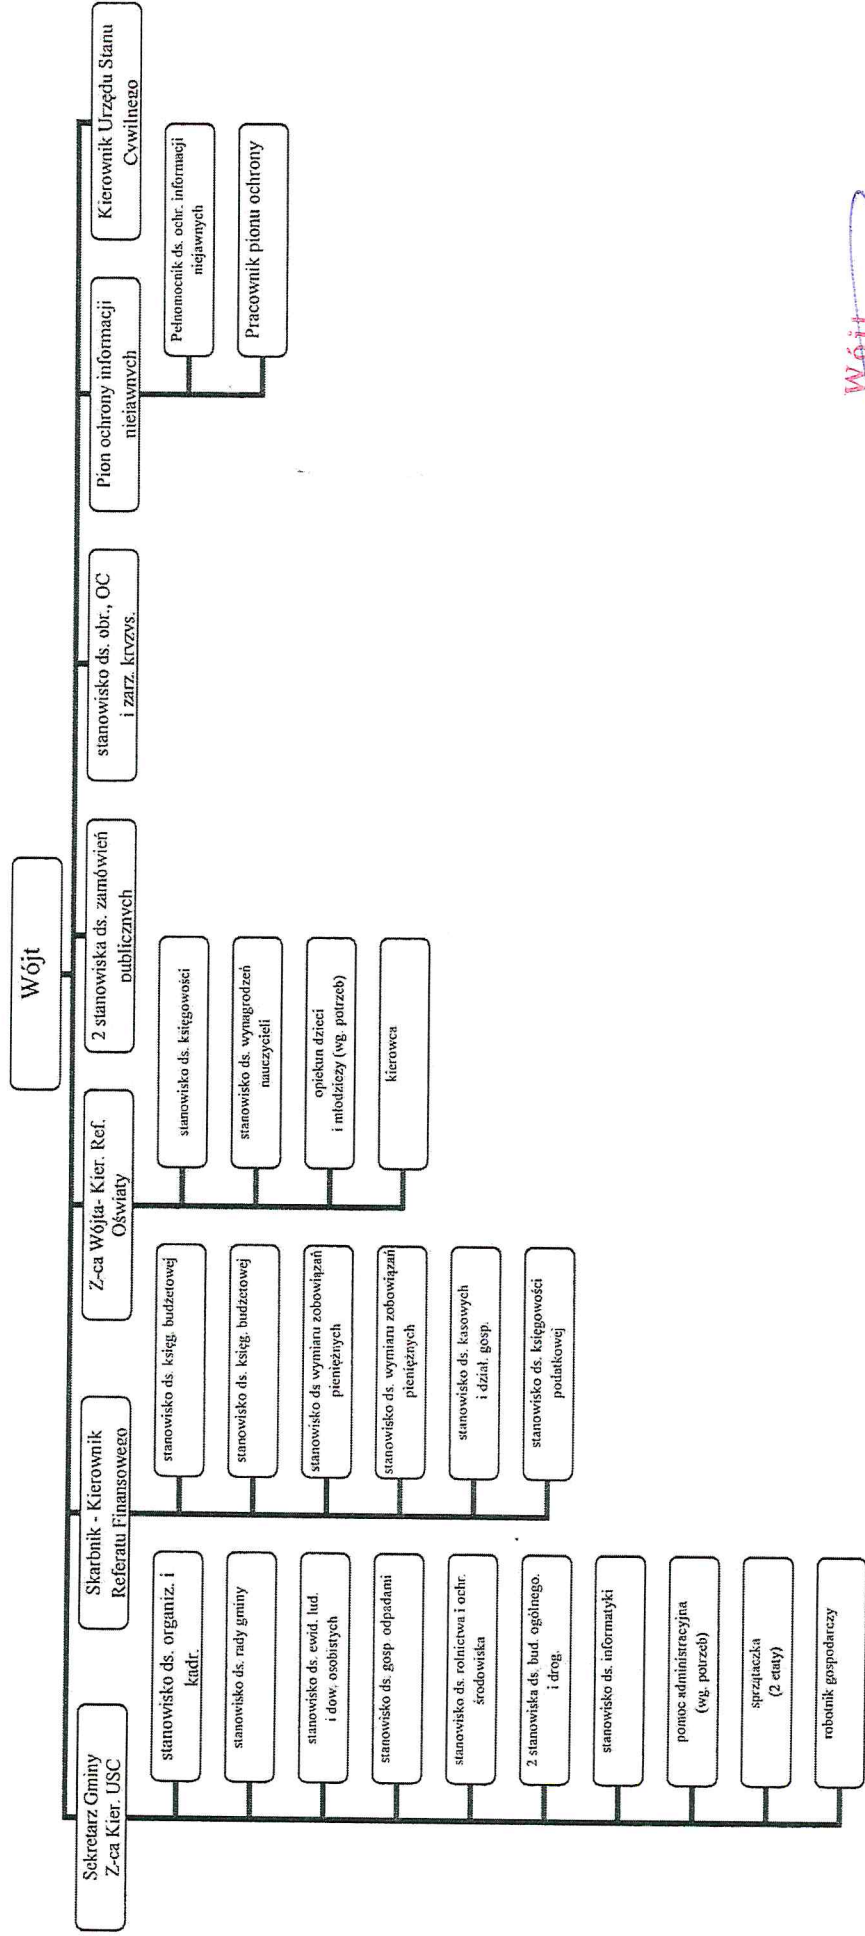 Wójt
Sekretarz Gminy
Z-ca Kier. USC
stanowisko ds. organiz. i
kadr.
stanowisko ds. rady gminy
stanowisko ds. ewid. lud.
i dow. osobistych
stanowisko ds. gosp odpadami
stanowisko ds. rolnictwa i ochr.
środowiska
2 stanowiska ds. bud. ogólnego.
i drog.
stanowisko ds. informatyki
pomoc administracyjna
(wg. potrzeb)
sprzątaczka
(2 etaty)
robotnik gospodarczy
Skarbnik - Kierownik
Referatu Finansowego
stanowisko ds. księg. budżetowej
stanowisko ds. księg. budżetowej
stanowisko ds wymiaru zobowiązań
pieniężnych
stanowisko ds. wymiaru zobowiązań
pieniężnych
stanowisko ds. kasowych
i dział. gosp.
stanowisko ds. księgowości
podatkowej
Z-ca Wójta- Kier. Ref.
Oświaty
stanowisko ds. księgowości
stanowisko ds. wynagrodzeń
nauczycieli
opiekun dzieci
i młodzieży (wg. potrzeb)
kierowca
2 stanowiska ds. zamówień
publicznych
stanowisko ds. obr., OC
i zarz. kryzys.
Pion ochrony informacji
niejawnych
Pełnomocnik ds. ochr. informacji
niejawnych
Pracownik pionu ochrony
Kierownik Urzędu Stanu
Cywilnego
Wójt